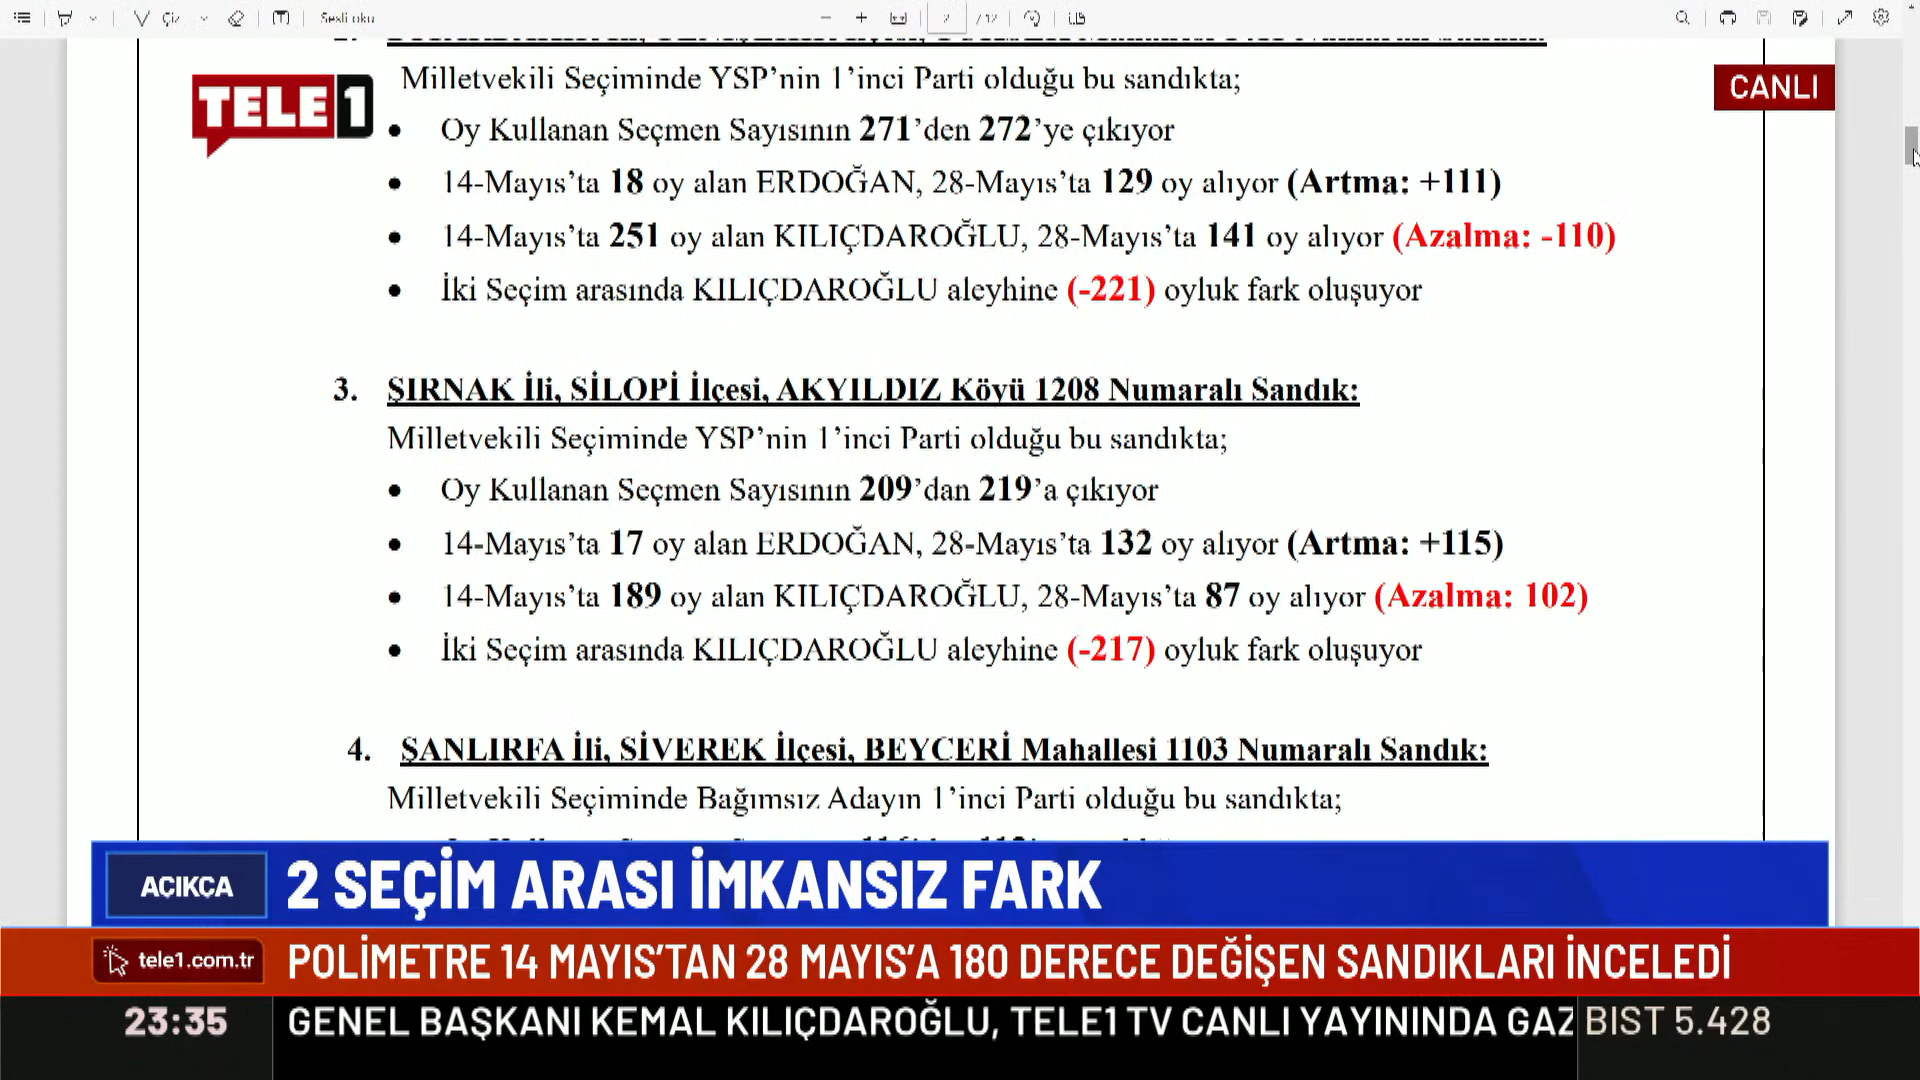 Çiz
Sesli oku
2 / 12
TELE1
CANLI
Milletvekili Seçiminde YSP’nin 1’inci Parti olduğu bu sandıkta;
• Oy Kullanan Seçmen Sayısının 271’den 272’ye çıkıyor
• 14-Mayıs’ta 18 oy alan ERDOĞAN, 28-Mayıs’ta 129 oy alıyor (Artma: +111)
• 14-Mayıs’ta 251 oy alan KILIÇDAROĞLU, 28-Mayıs’ta 141 oy alıyor (Azalma: -110)
• İki Seçim arasında KILIÇDAROĞLU aleyhine (-221) oyluk fark oluşuyor
3. ŞIRNAK İli, SİLOPİ İlçesi, AKYILDIZ Köyü 1208 Numaralı Sandık:
Milletvekili Seçiminde YSP’nin 1’inci Parti olduğu bu sandıkta;
• Oy Kullanan Seçmen Sayısının 209’dan 219’a çıkıyor
• 14-Mayıs’ta 17 oy alan ERDOĞAN, 28-Mayıs’ta 132 oy alıyor (Artma: +115)
• 14-Mayıs’ta 189 oy alan KILIÇDAROĞLU, 28-Mayıs’ta 87 oy alıyor (Azalma: 102)
• İki Seçim arasında KILIÇDAROĞLU aleyhine (-217) oyluk fark oluşuyor
4. ŞANLIRFA İli, SİVEREK İlçesi, BEYCERİ Mahallesi 1103 Numaralı Sandık:
Milletvekili Seçiminde Bağımsız Adayın 1’inci Parti olduğu bu sandıkta;
AÇIKÇA
2 SEÇİM ARASI İMKANSIZ FARK
tele1.com.tr
POLİMETRE 14 MAYIS’TAN 28 MAYIS’A 180 DERECE DEĞİŞEN SANDIKLARI İNCELEDİ
23:35
GENEL BAŞKANI KEMAL KILIÇDAROĞLU, TELE1 TV CANLI YAYININDA GAZ
BIST 5.428